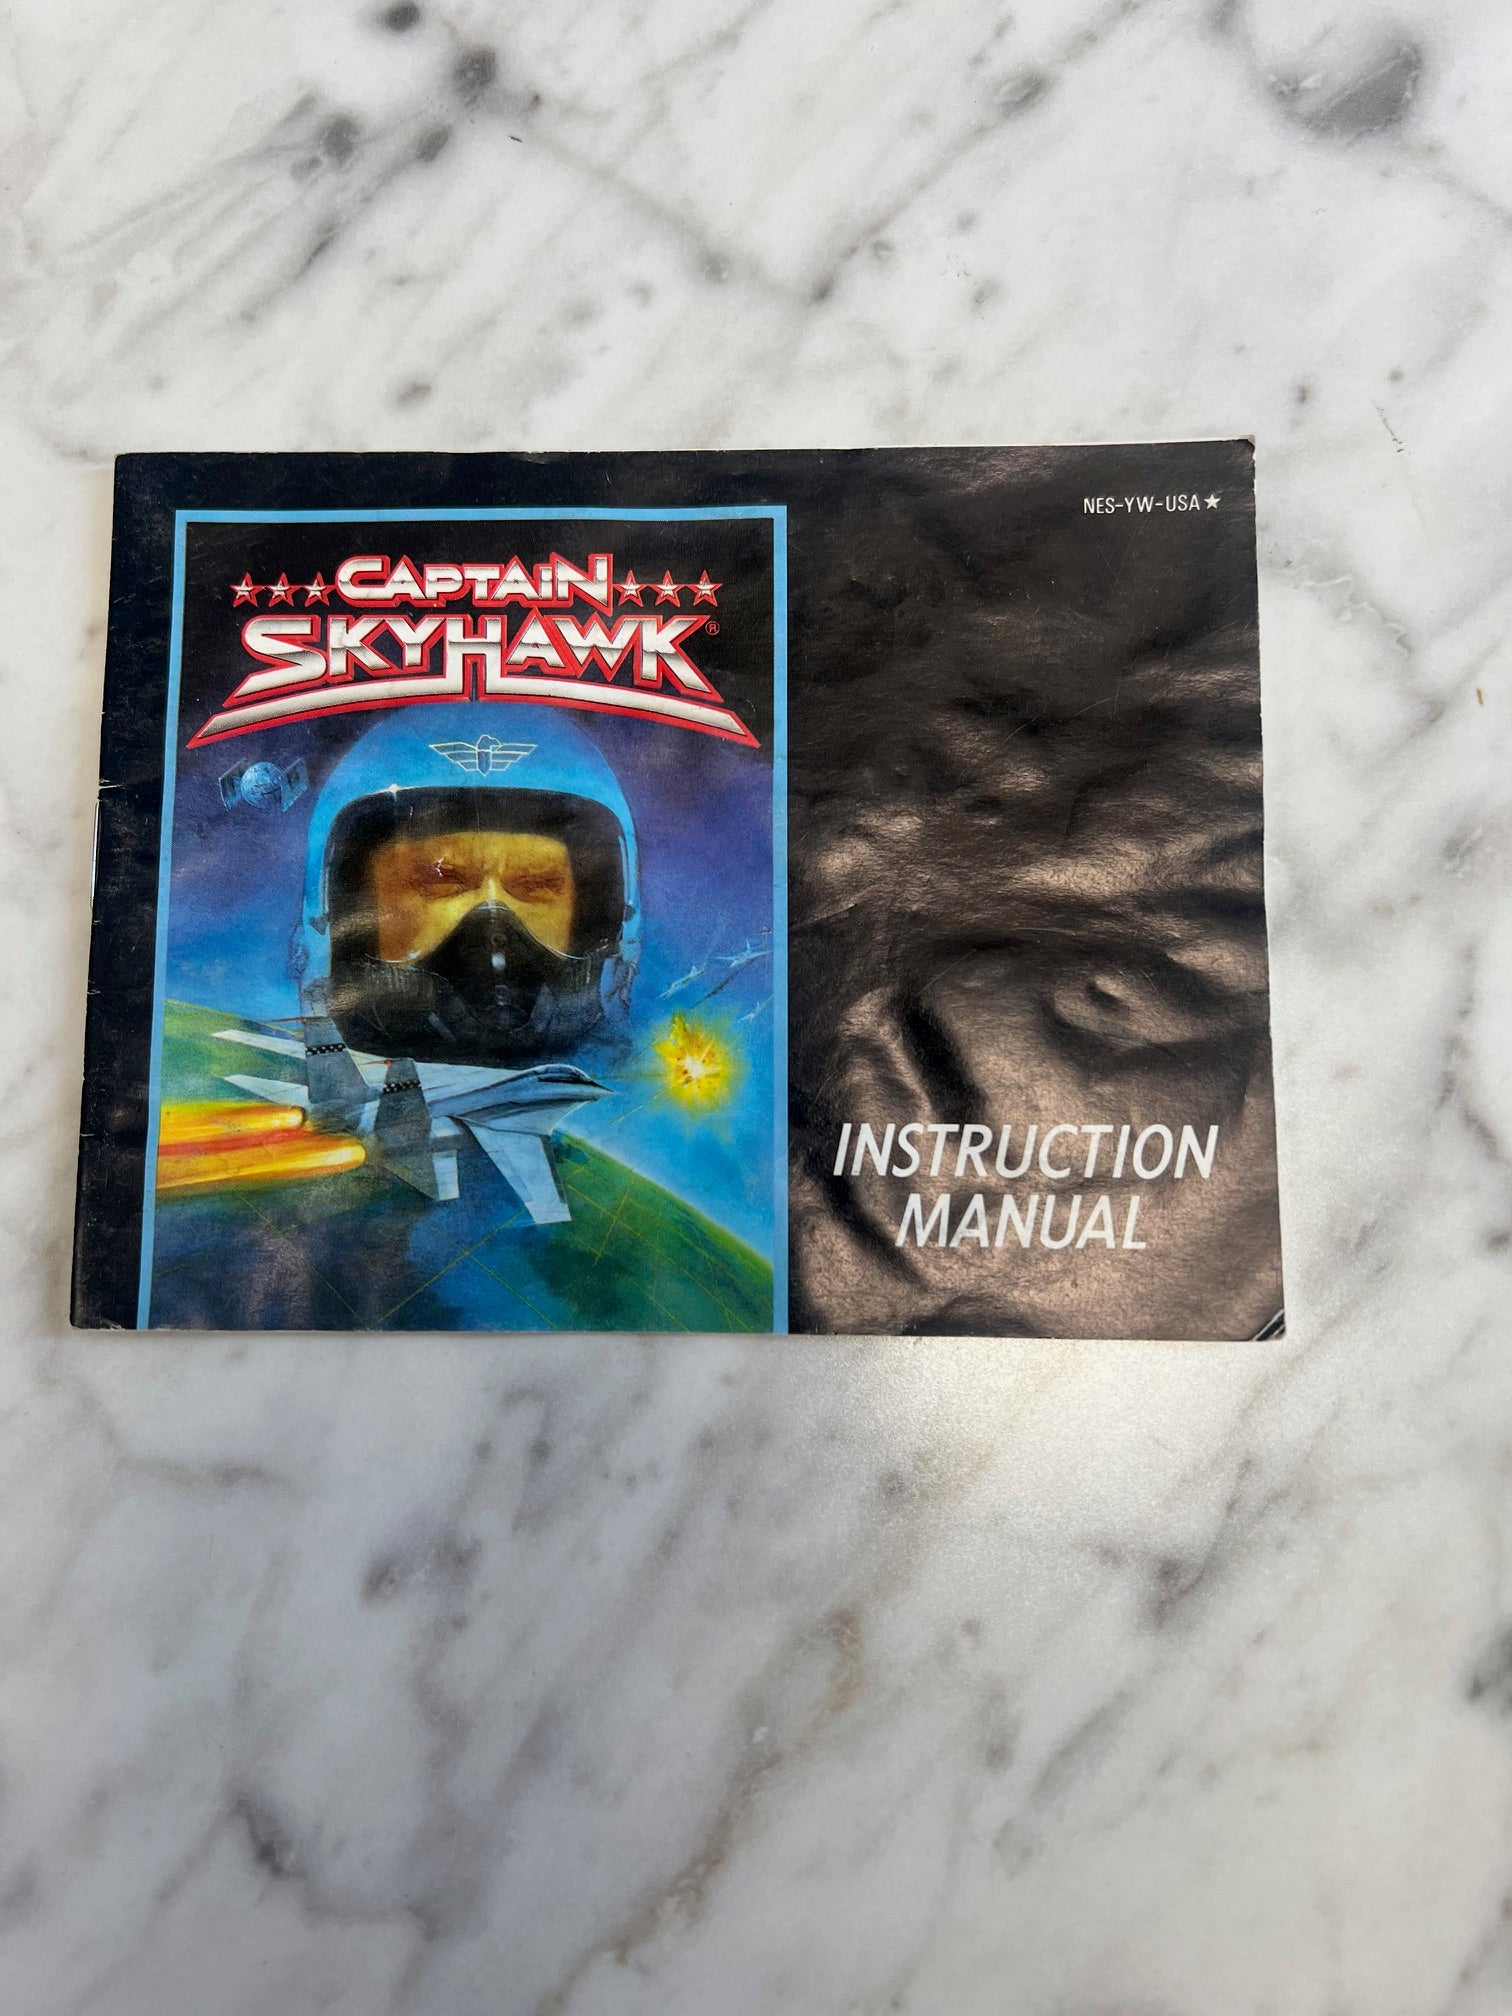 NES-YW-USA★
★★★CAPTAIN★★★
SKYHAWK®
INSTRUCTION
MANUAL